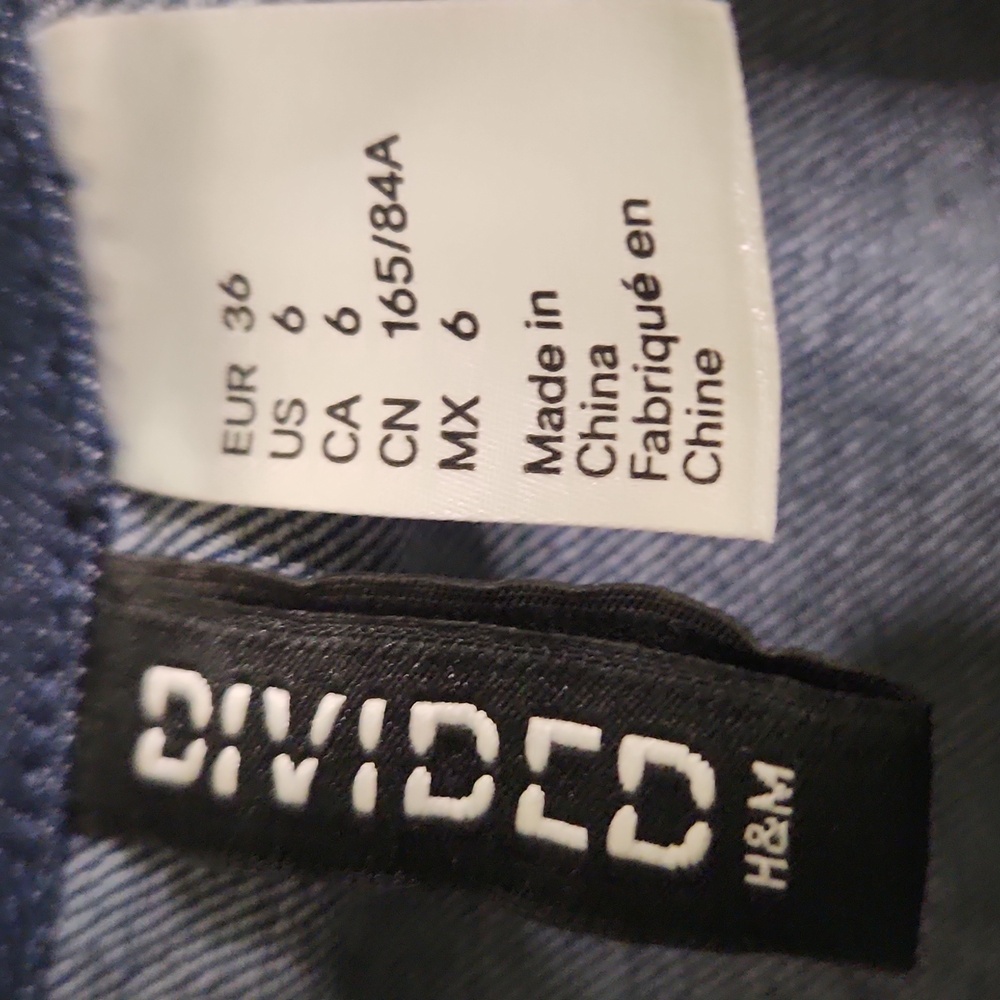 EUR 36
US 6
CA 6
CN 165/84A
MX 6
Made in
China
Fabriqué en
Chine
DIVIDED
H&M